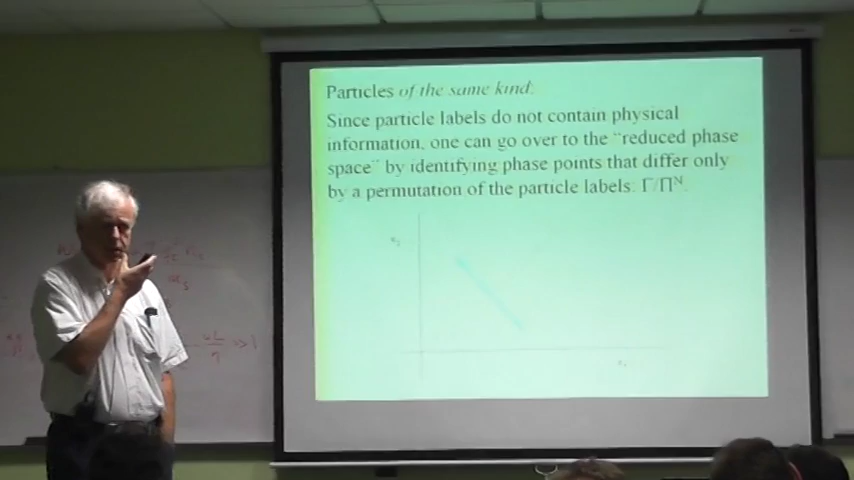 Particles of the same kind:
Since particle labels do not contain physical
information, one can go over to the "reduced phase
space" by identifying phase points that differ only
by a permutation of the particle labels: Γ/Πᴺ